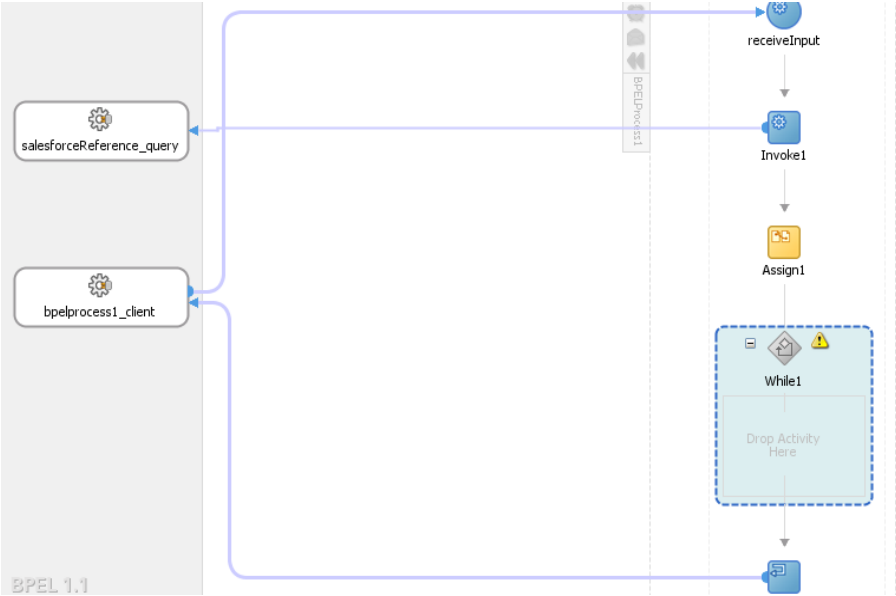 receiveInput
BPELProcess1
salesforceReference_query
Invoke1
Assign1
bpelprocess1_client
While1
Drop Activity
Here
BPEL 1.1